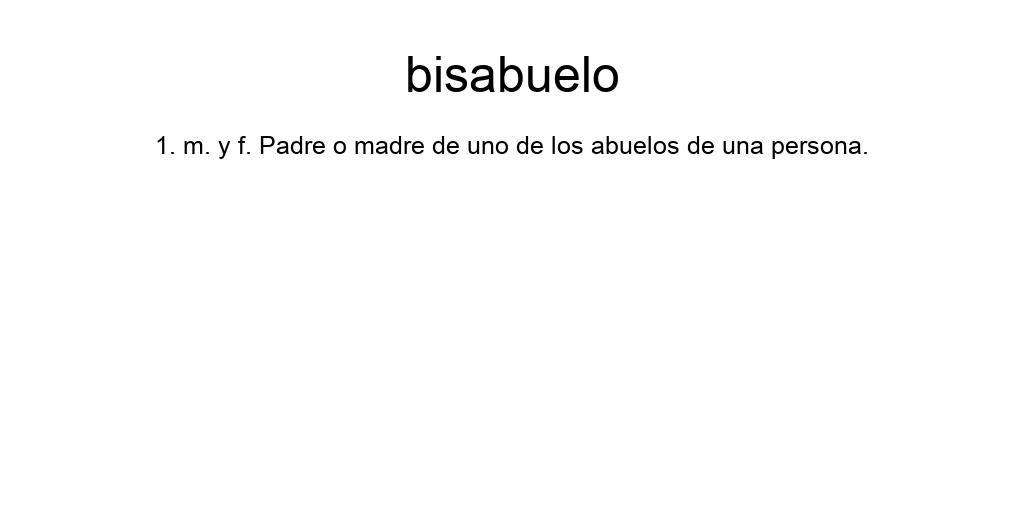 bisabuelo
1. m. y f. Padre o madre de uno de los abuelos de una persona.